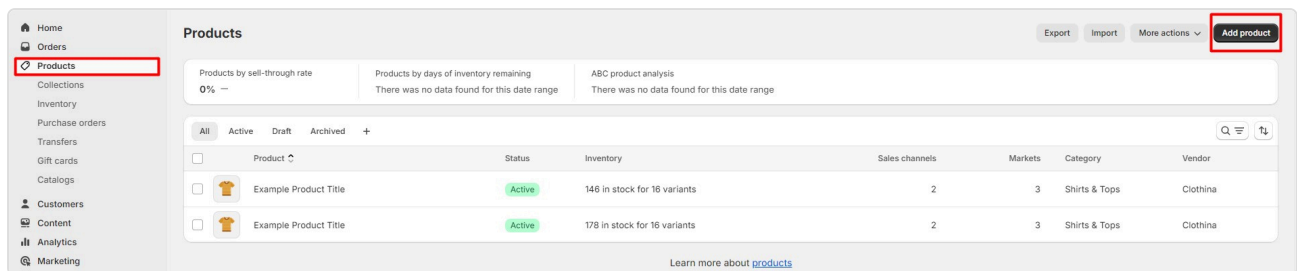 Home
Orders
Products
Collections
Inventory
Purchase orders
Transfers
Gift cards
Catalogs
Customers
Content
Analytics
Marketing
Products
Export Import More actions Add product
Products by sell-through rate Products by days of inventory remaining ABC product analysis
0% — There was no data found for this date range There was no data found for this date range
All Active Draft Archived +
Product Status Inventory Sales channels Markets Category Vendor
Example Product Title Active 146 in stock for 16 variants 2 3 Shirts & Tops Clothina
Example Product Title Active 178 in stock for 16 variants 2 3 Shirts & Tops Clothina
Learn more about products